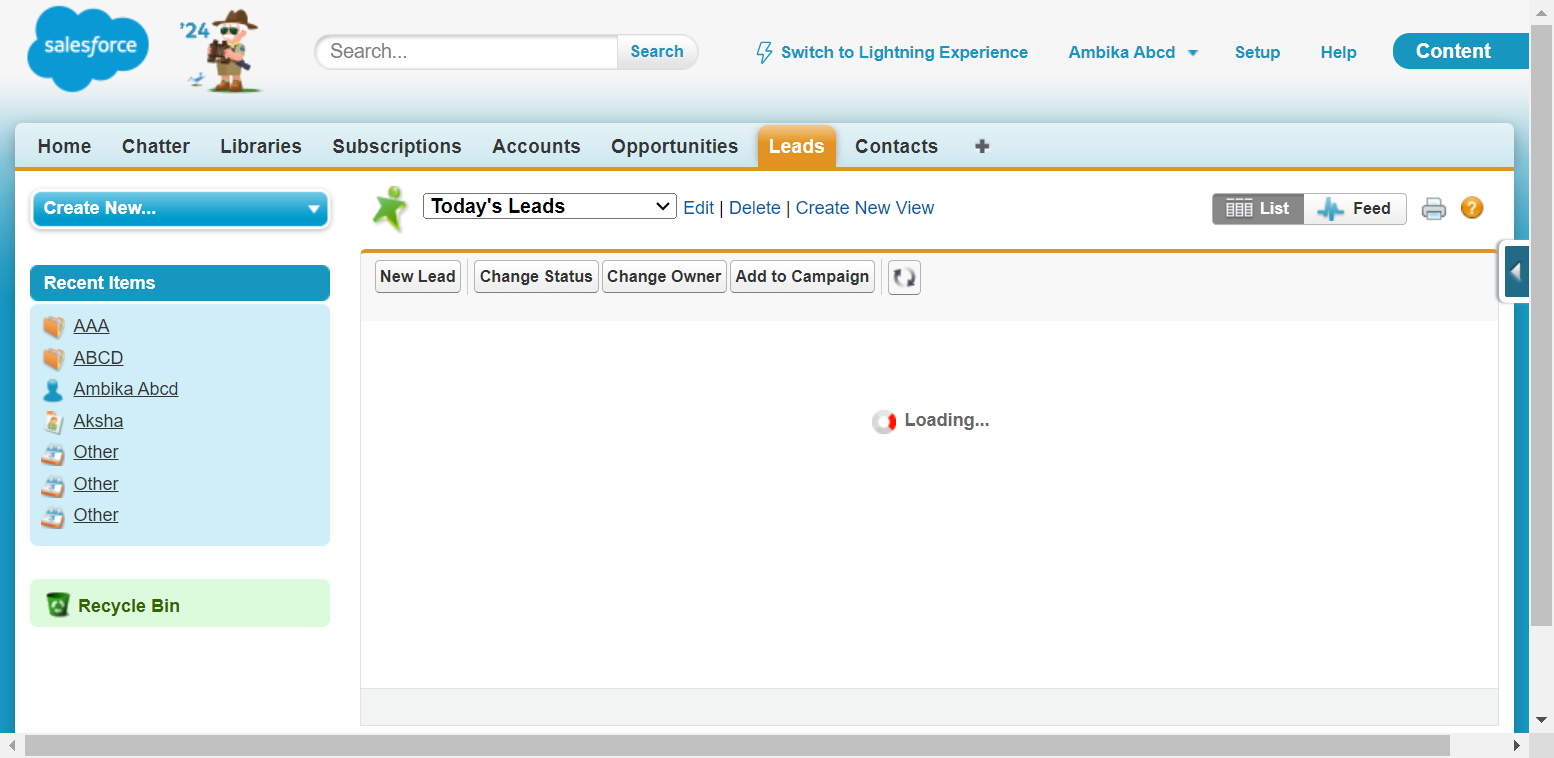 salesforce
'24
Search...
Search
Switch to Lightning Experience
Ambika Abcd
Setup
Help
Content
Home
Chatter
Libraries
Subscriptions
Accounts
Opportunities
Leads
Contacts
+
Create New...
Today's Leads
Edit | Delete | Create New View
List
Feed
?
Recent Items
AAA
ABCD
Ambika Abcd
Aksha
Other
Other
Other
Recycle Bin
New Lead
Change Status
Change Owner
Add to Campaign
Loading...